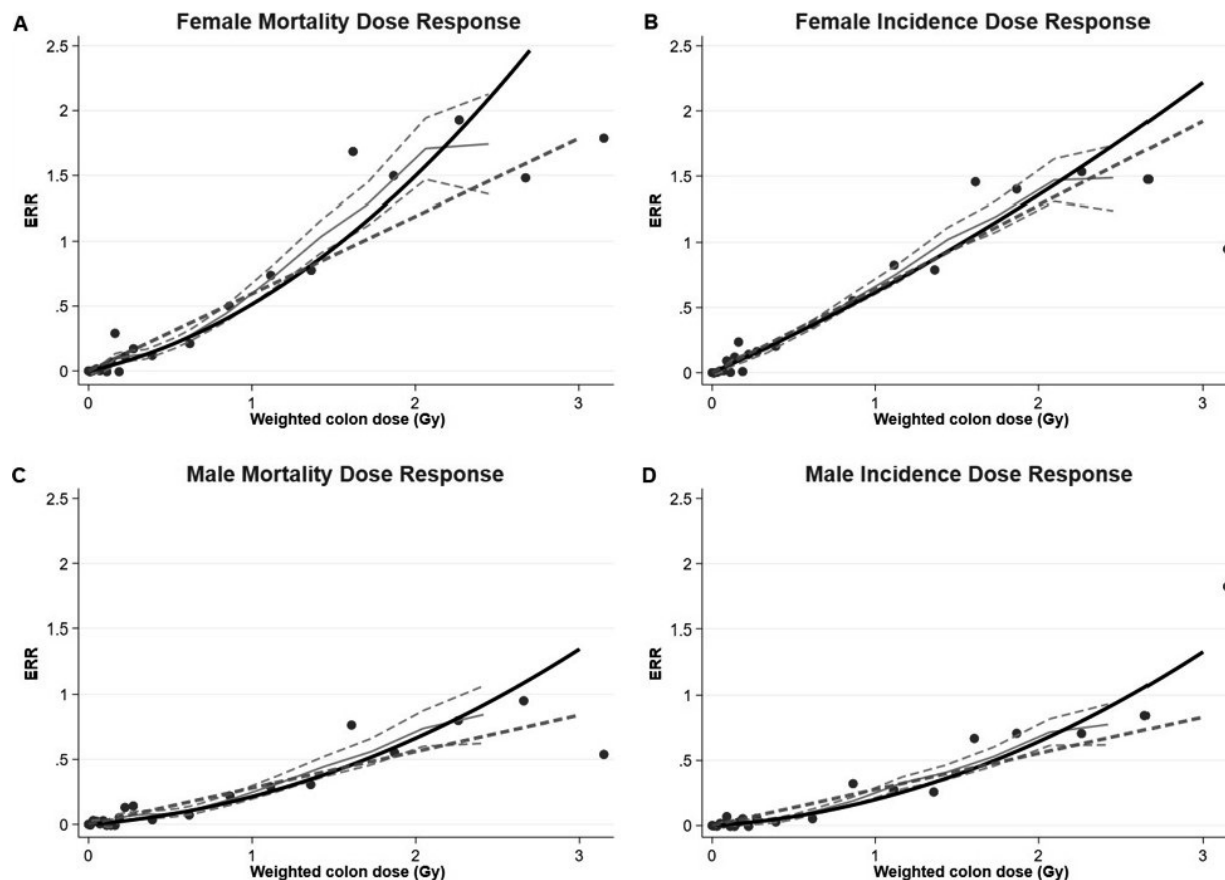 A
Female Mortality Dose Response
2.5
2
1.5
1
.5
0
ERR
0
1
2
3
Weighted colon dose (Gy)
B
Female Incidence Dose Response
2.5
2
1.5
1
.5
0
ERR
0
1
2
3
Weighted colon dose (Gy)
C
Male Mortality Dose Response
2.5
2
1.5
1
.5
0
ERR
0
1
2
3
Weighted colon dose (Gy)
D
Male Incidence Dose Response
2.5
2
1.5
1
.5
0
ERR
0
1
2
3
Weighted colon dose (Gy)